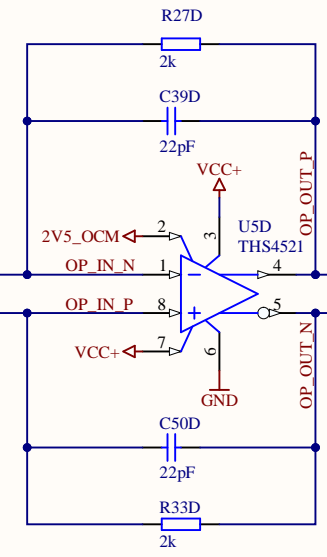 R27D
2k
C39D
22pF
VCC+
OP_OUT_P
U5D
THS4521
2V5_OCM
2
3
OP_IN_N
1
4
OP_IN_P
8
5
VCC+
7
6
OP_OUT_N
GND
C50D
22pF
R33D
2k